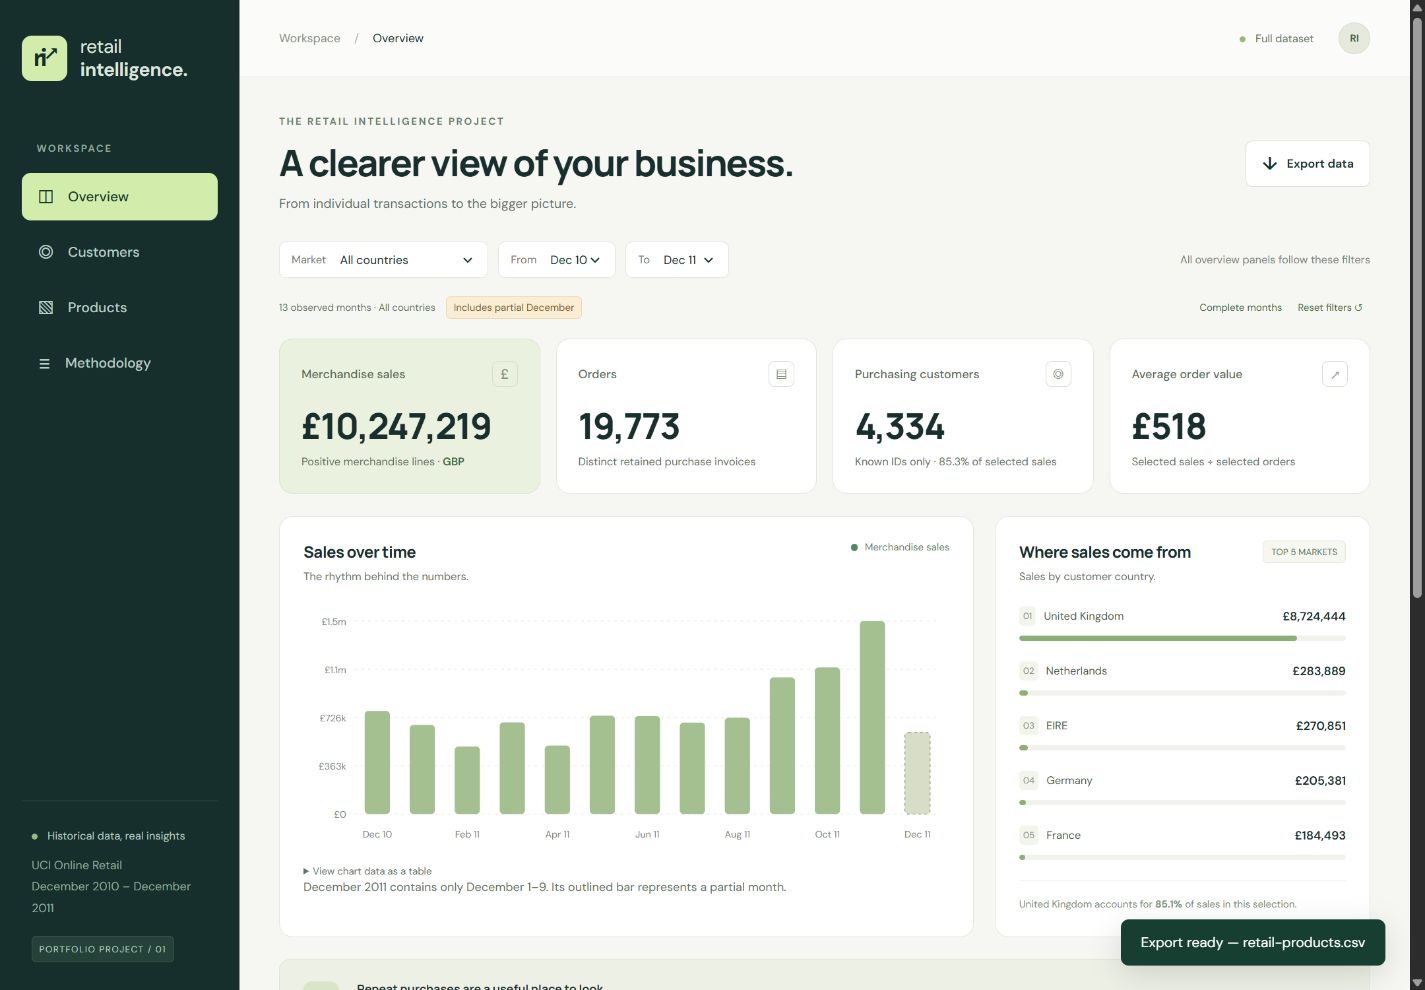 ri↗
retail
intelligence.
WORKSPACE
Overview
Customers
Products
Methodology
Historical data, real insights
UCI Online Retail
December 2010 – December
2011
PORTFOLIO PROJECT / 01
Workspace / Overview
Full dataset
RI
THE RETAIL INTELLIGENCE PROJECT
A clearer view of your business.
From individual transactions to the bigger picture.
Export data
Market All countries
From Dec 10
To Dec 11
All overview panels follow these filters
13 observed months · All countries
Includes partial December
Complete months
Reset filters ↺
Merchandise sales
£
£10,247,219
Positive merchandise lines · GBP
Orders
19,773
Distinct retained purchase invoices
Purchasing customers
4,334
Known IDs only · 85.3% of selected sales
Average order value
↗
£518
Selected sales ÷ selected orders
Sales over time
The rhythm behind the numbers.
Merchandise sales
£1.5m
£1.1m
£726k
£363k
£0
Dec 10
Feb 11
Apr 11
Jun 11
Aug 11
Oct 11
Dec 11
View chart data as a table
December 2011 contains only December 1–9. Its outlined bar represents a partial month.
Where sales come from
TOP 5 MARKETS
Sales by customer country.
01 United Kingdom £8,724,444
02 Netherlands £283,889
03 EIRE £270,851
04 Germany £205,381
05 France £184,493
United Kingdom accounts for 85.1% of sales in this selection.
Export ready — retail-products.csv
Repeat purchases are a useful place to look